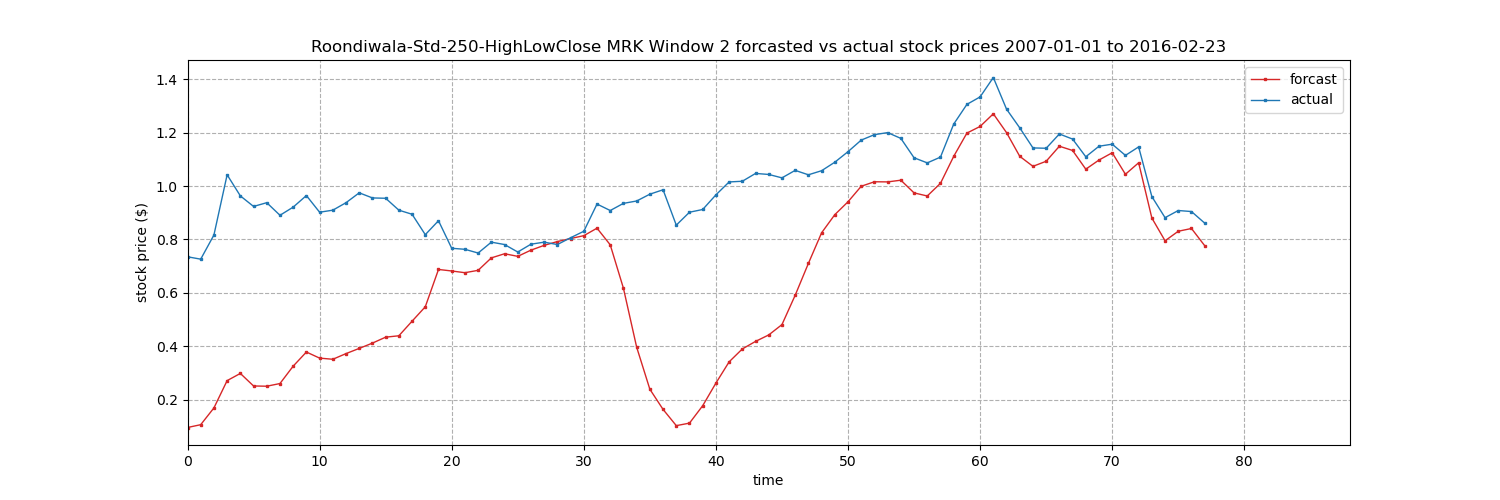 Roondiwala-Std-250-HighLowClose MRK Window 2 forcasted vs actual stock prices 2007-01-01 to 2016-02-23
forcast
actual
stock price ($)
1.4
1.2
1.0
0.8
0.6
0.4
0.2
0 10 20 30 40 50 60 70 80
time